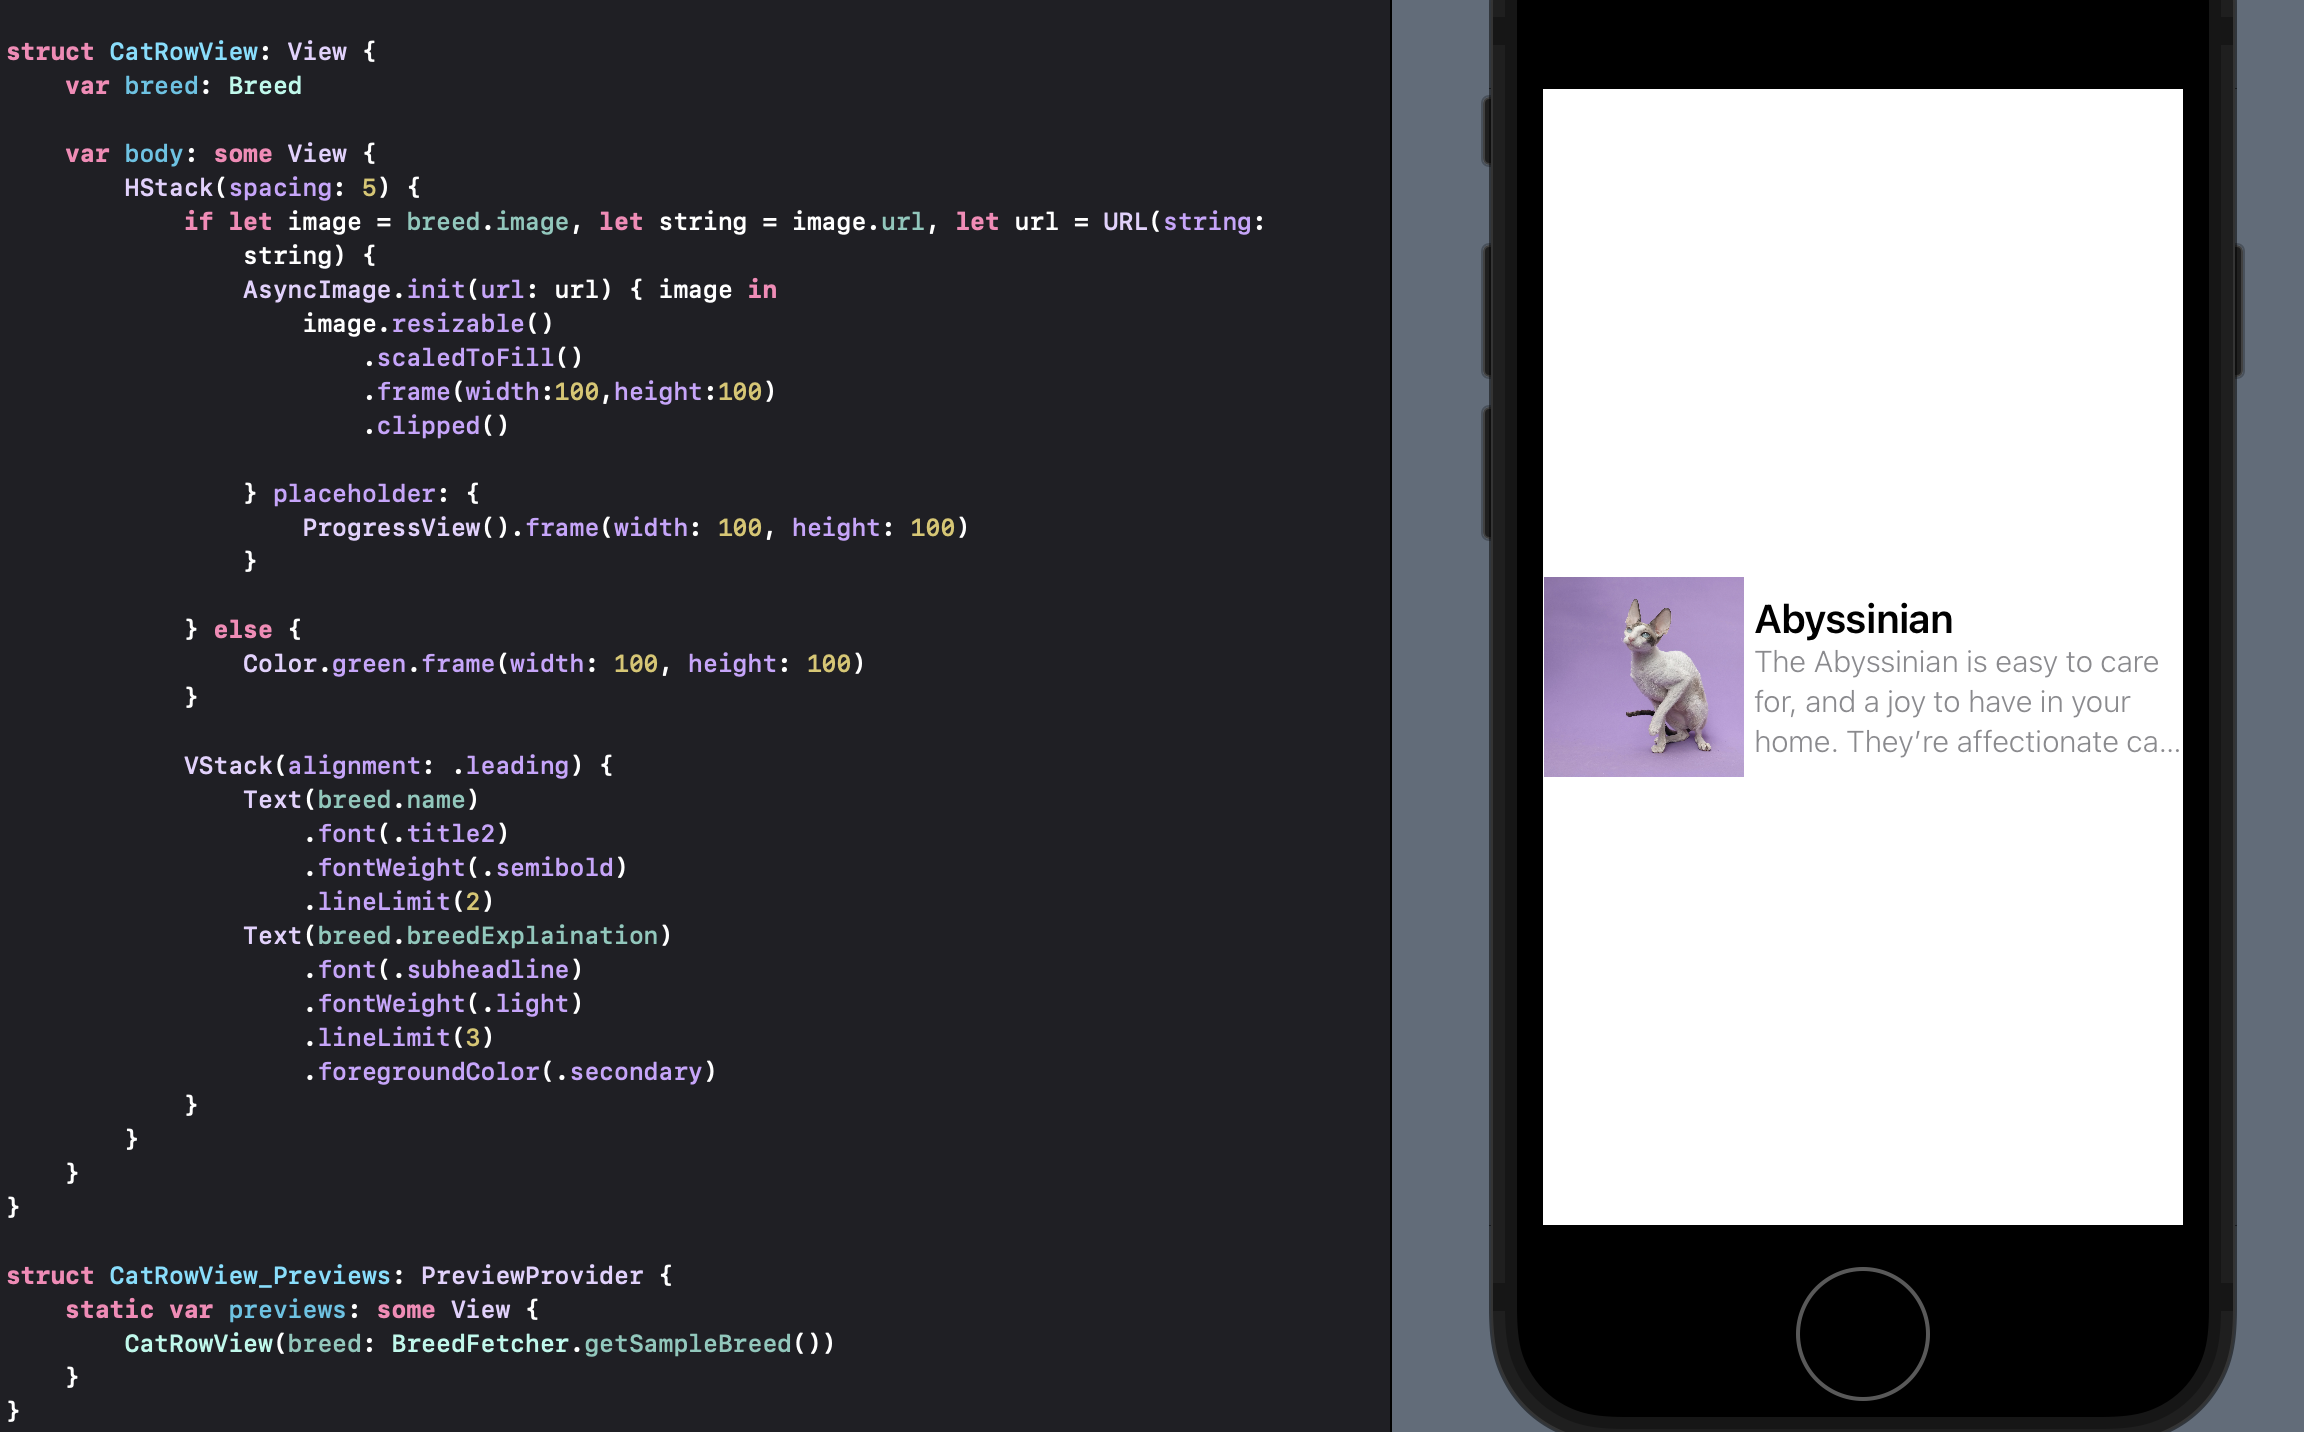 struct CatRowView: View {
var breed: Breed
var body: some View {
HStack(spacing: 5) {
if let image = breed.image, let string = image.url, let url = URL(string:
string) {
AsyncImage.init(url: url) { image in
image.resizable()
.scaledToFill()
.frame(width:100,height:100)
.clipped()
} placeholder: {
ProgressView().frame(width: 100, height: 100)
}
} else {
Color.green.frame(width: 100, height: 100)
}
VStack(alignment: .leading) {
Text(breed.name)
.font(.title2)
.fontWeight(.semibold)
.lineLimit(2)
Text(breed.breedExplaination)
.font(.subheadline)
.fontWeight(.light)
.lineLimit(3)
.foregroundColor(.secondary)
}
}
}
}
struct CatRowView_Previews: PreviewProvider {
static var previews: some View {
CatRowView(breed: BreedFetcher.getSampleBreed())
}
}
Abyssinian
The Abyssinian is easy to care
for, and a joy to have in your
home. They’re affectionate ca...